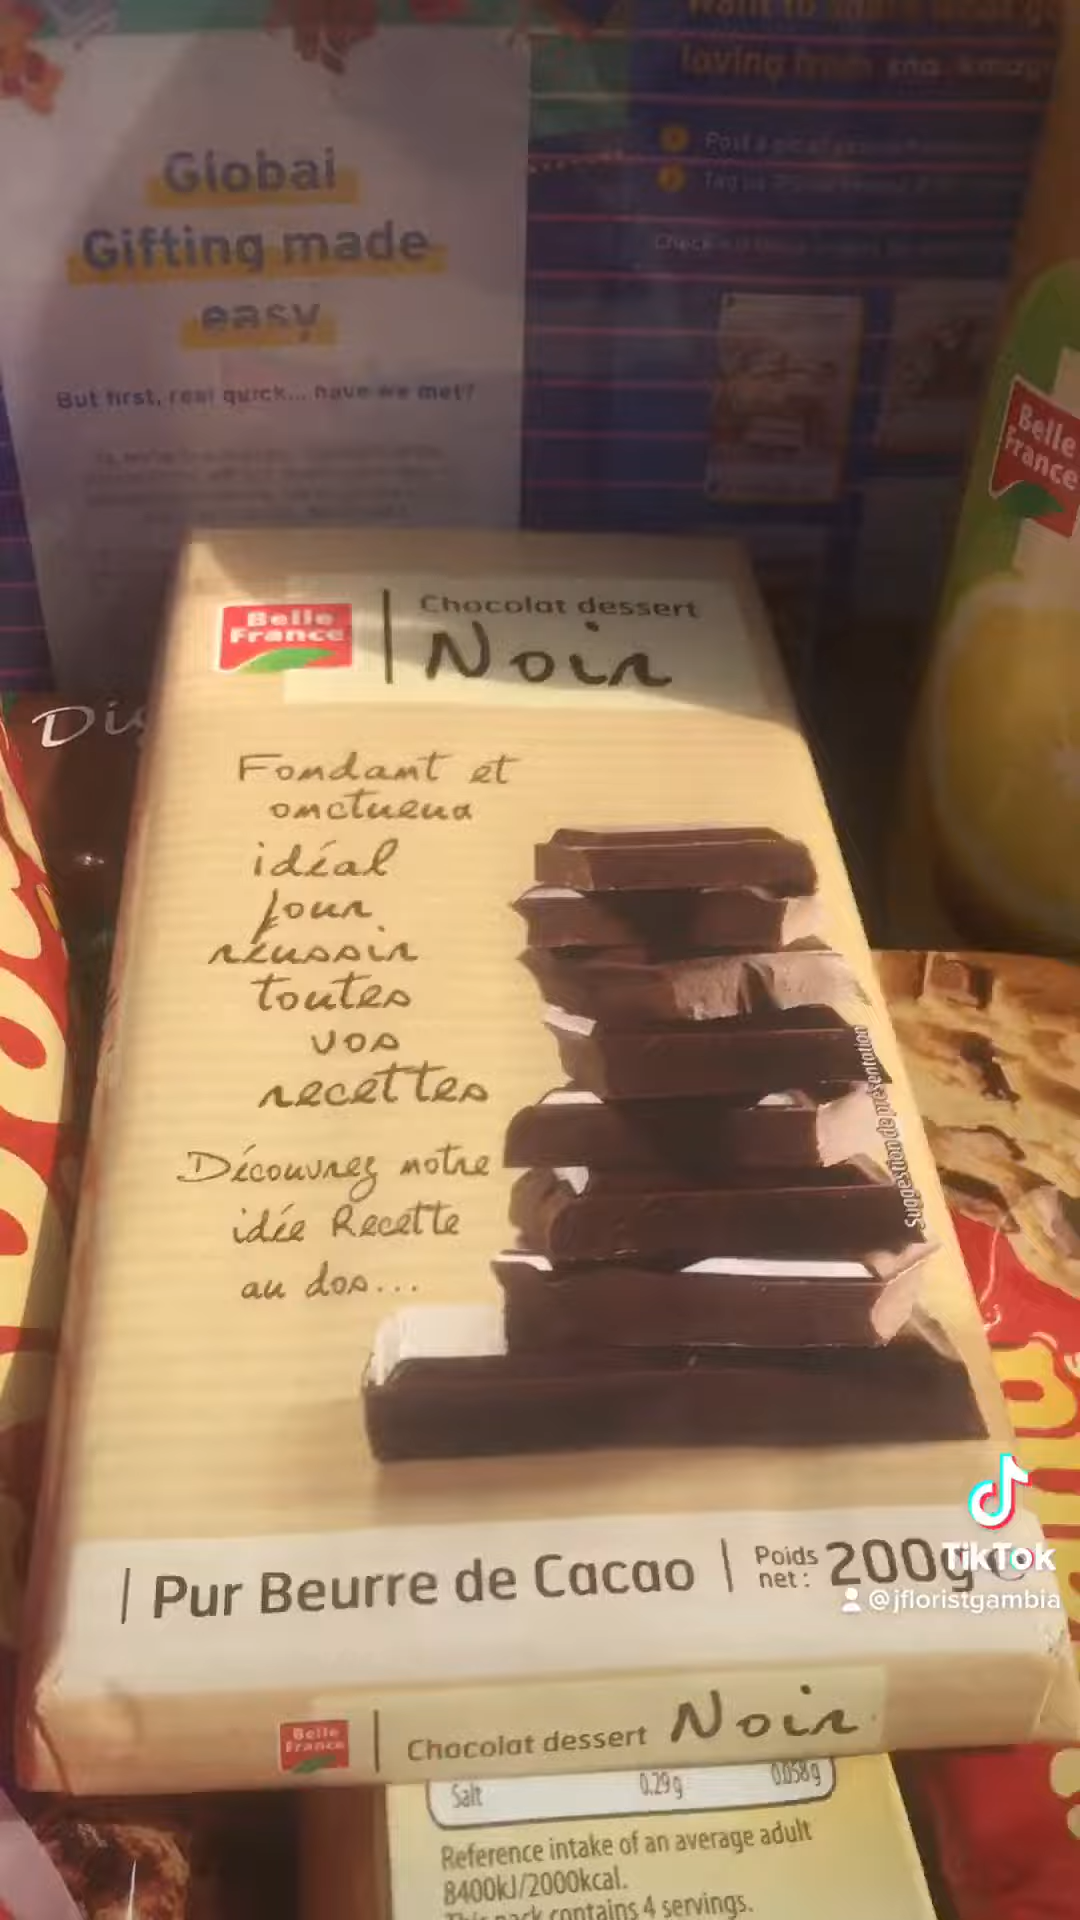 Global
Gifting made
easy
But first, real quick... have we met?
loving from
Belle
France
Belle
France
Chocolat dessert
Noir
Fondant et
onctueux
idéal
pour
réussir
toutes
vos
recettes
Découvrez notre
idée Recette
au dos...
Suggestion de présentation
Pur Beurre de Cacao
Poids
net :
200g e
TikTok
@jfloristgambia
Belle
France
Chocolat dessert Noir
Salt 0.29g 0.058g
Reference intake of an average adult
8400kJ/2000kcal.
This pack contains 4 servings.